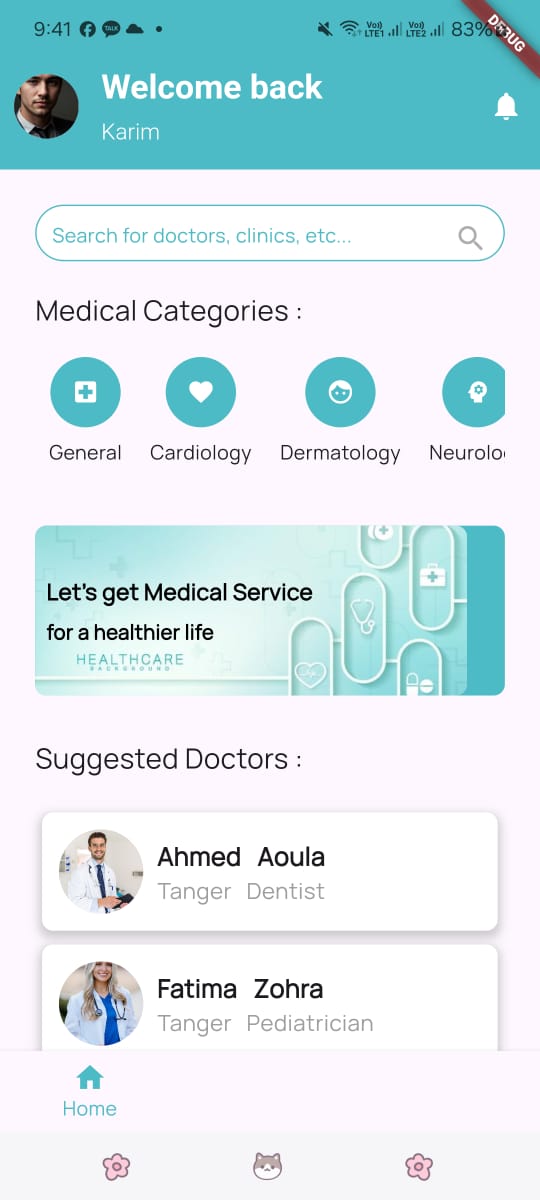 9:41 TALK Vo)) LTE1 Vo)) LTE2 83%
DEBUG
Welcome back
Karim
Search for doctors, clinics, etc...
Medical Categories :
General Cardiology Dermatology Neurolo
Let's get Medical Service
for a healthier life
HEALTHCARE
BACKGROUND
Suggested Doctors :
Ahmed Aoula
Tanger Dentist
Fatima Zohra
Tanger Pediatrician
Home